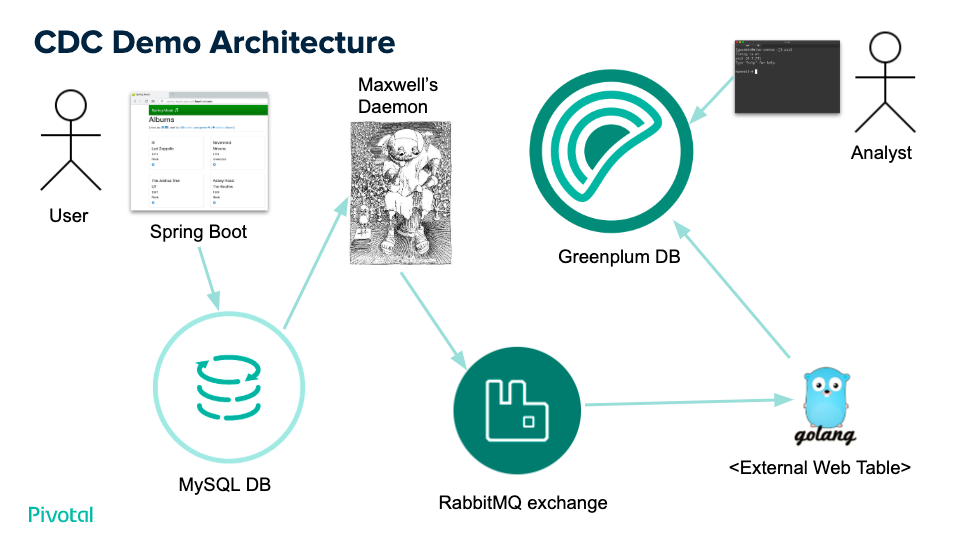 CDC Demo Architecture
Maxwell's
Daemon
Albums
User
Spring Boot
Analyst
Greenplum DB
MySQL DB
RabbitMQ exchange
golang
<External Web Table>
Pivotal